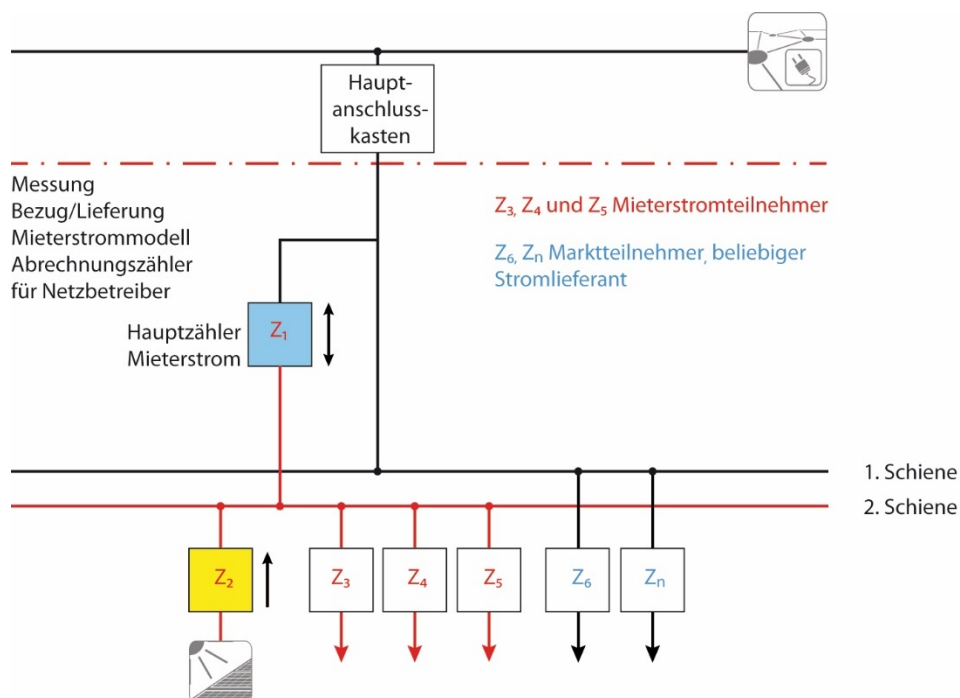 Haupt-
anschluss-
kasten
Messung
Bezug/Lieferung
Mieterstrommodell
Abrechnungszähler
für Netzbetreiber
Z₃, Z₄ und Z₅ Mieterstromteilnehmer
Z₆, Zₙ Marktteilnehmer, beliebiger
Stromlieferant
Hauptzähler
Mieterstrom
Z₁
1. Schiene
2. Schiene
Z₂
Z₃
Z₄
Z₅
Z₆
Zₙ